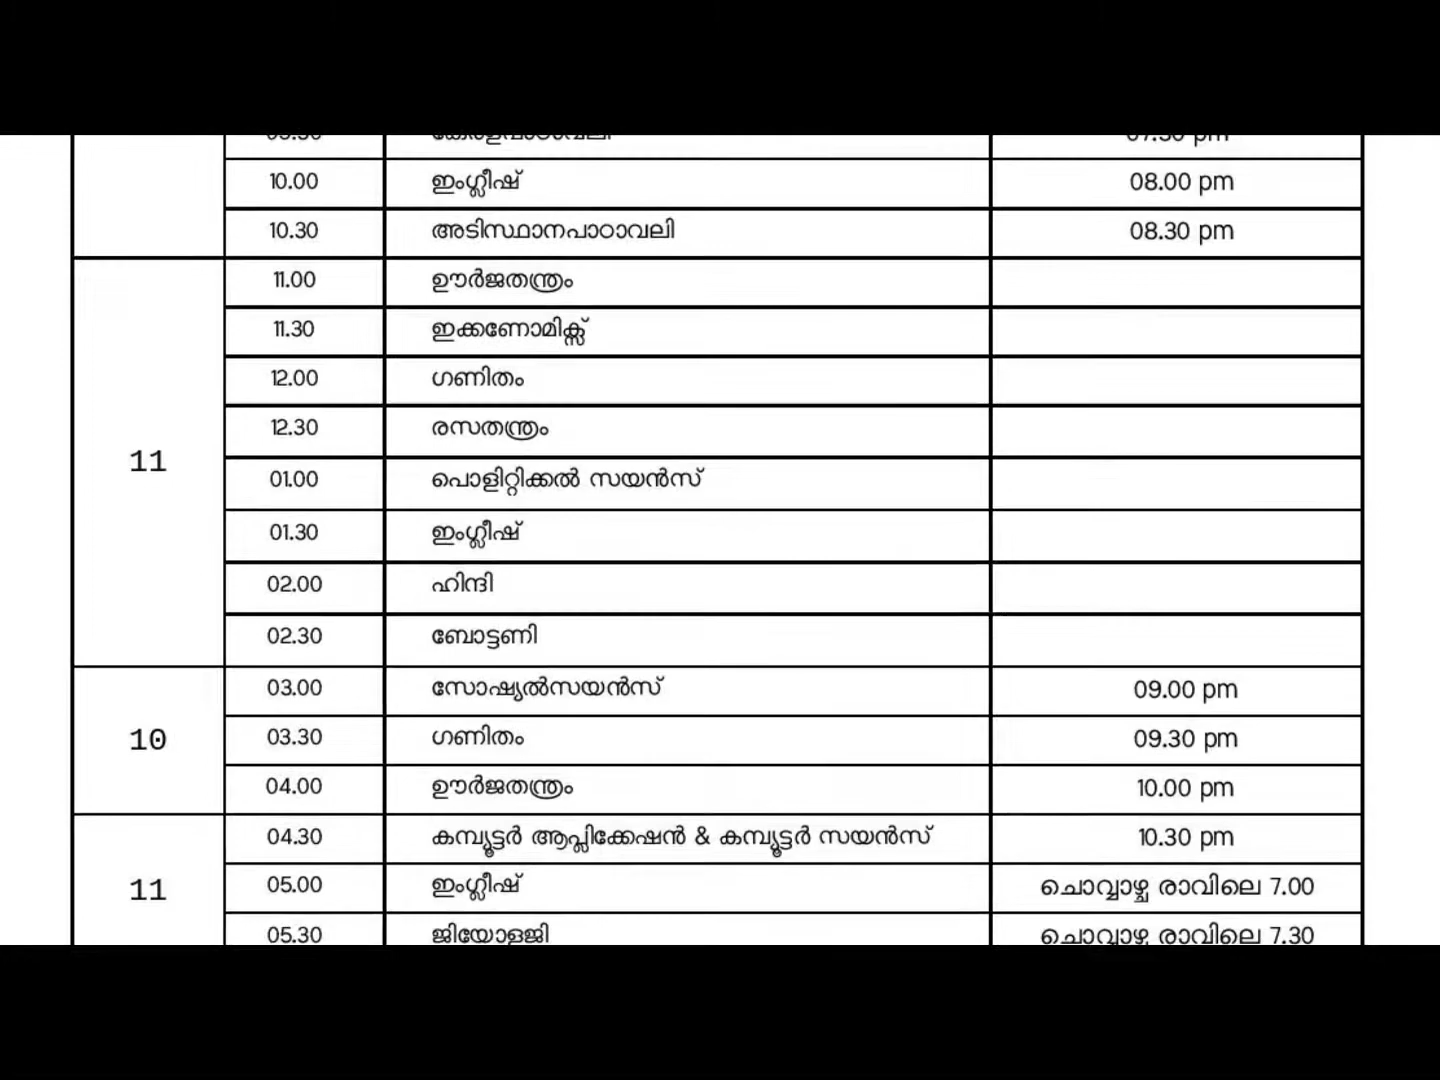 10.00 ഇംഗ്ലീഷ് 08.00 pm
10.30 അടിസ്ഥാനപാഠാവലി 08.30 pm
11.00 ഊർജതന്ത്രം
11.30 ഇക്കണോമിക്സ്
12.00 ഗണിതം
12.30 രസതന്ത്രം
11
01.00 പൊളിറ്റിക്കൽ സയൻസ്
01.30 ഇംഗ്ലീഷ്
02.00 ഹിന്ദി
02.30 ബോട്ടണി
03.00 സോഷ്യൽസയൻസ് 09.00 pm
10 03.30 ഗണിതം 09.30 pm
04.00 ഊർജതന്ത്രം 10.00 pm
04.30 കമ്പ്യൂട്ടർ ആപ്ലിക്കേഷൻ & കമ്പ്യൂട്ടർ സയൻസ് 10.30 pm
11 05.00 ഇംഗ്ലീഷ് ചൊവ്വാഴ്ച രാവിലെ 7.00
05.30 ജിയോളജി ചൊവ്വാഴ്ച രാവിലെ 7.30